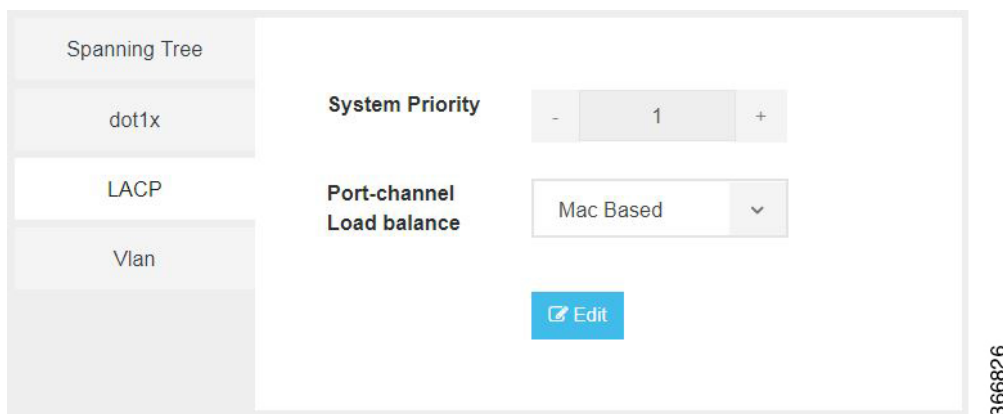 Spanning Tree
dot1x
LACP
Vlan
System Priority
- 1 +
Port-channel
Load balance
Mac Based
Edit
366826